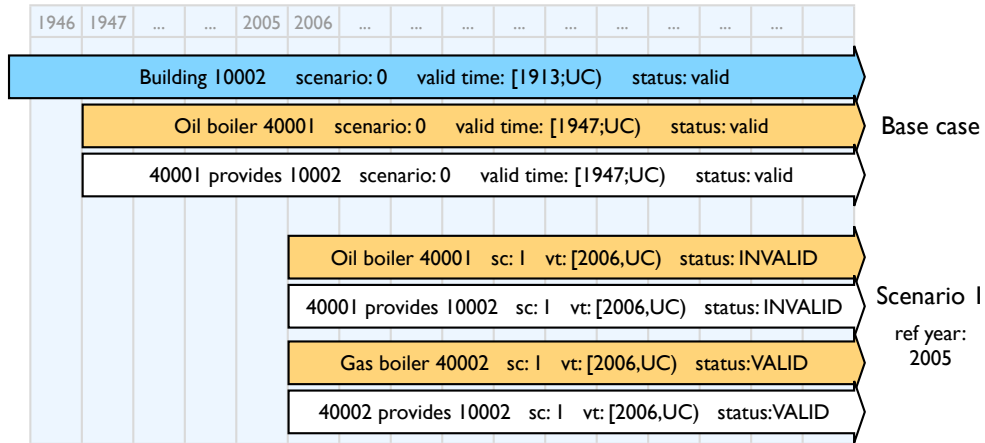 1946 1947 ... ... 2005 2006 ... ... ... ... ... ... ... ... ...
Building 10002 scenario: 0 valid time: [1913;UC) status: valid
Oil boiler 40001 scenario: 0 valid time: [1947;UC) status: valid
Base case
40001 provides 10002 scenario: 0 valid time: [1947;UC) status: valid
Oil boiler 40001 sc: 1 vt: [2006,UC) status: INVALID
40001 provides 10002 sc: 1 vt: [2006,UC) status: INVALID
Scenario 1
ref year:
2005
Gas boiler 40002 sc: 1 vt: [2006,UC) status:VALID
40002 provides 10002 sc: 1 vt: [2006,UC) status:VALID